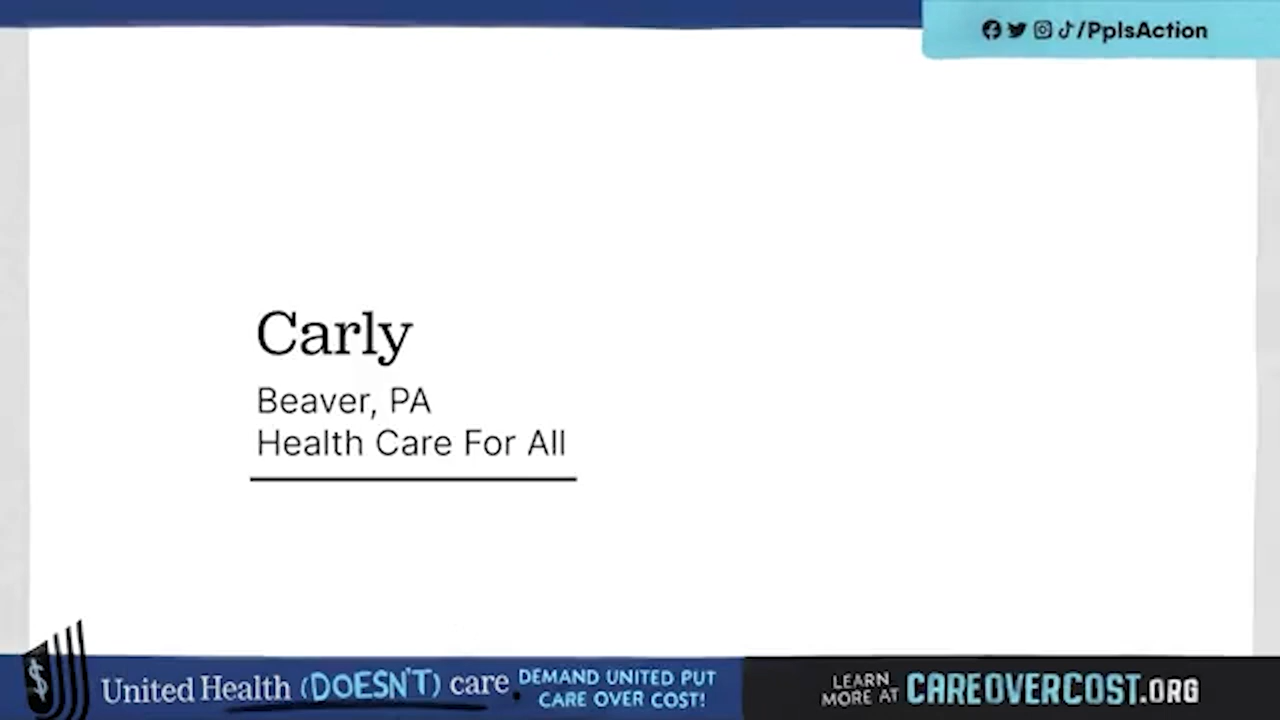 /PplsAction
Carly
Beaver, PA
Health Care For All
$
United Health (DOESN'T) care.
DEMAND UNITED PUT
CARE OVER COST!
LEARN
MORE AT
CAREOVERCOST.ORG